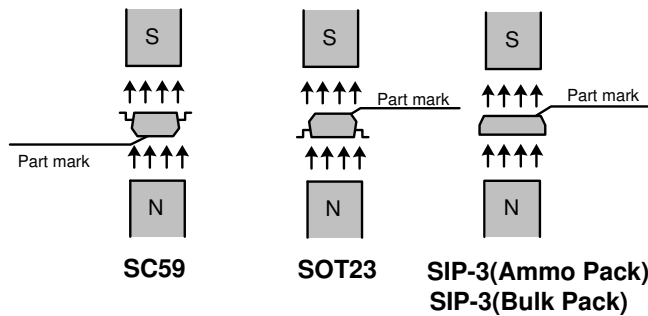 S S S
Part mark Part mark
Part mark
N N N
SC59 SOT23 SIP-3(Ammo Pack)
SIP-3(Bulk Pack)